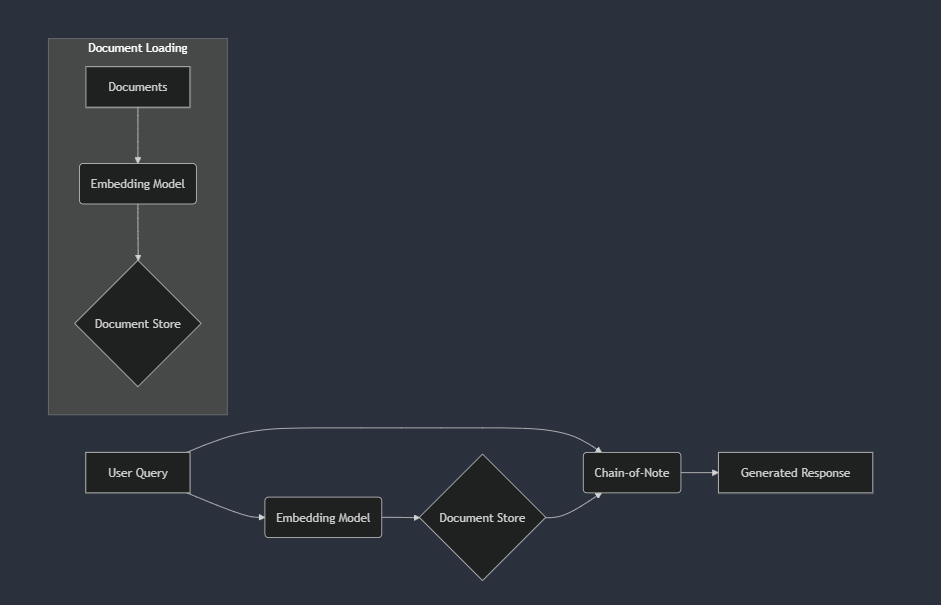 Document Loading
Documents
Embedding Model
Document Store
User Query
Embedding Model
Document Store
Chain-of-Note
Generated Response